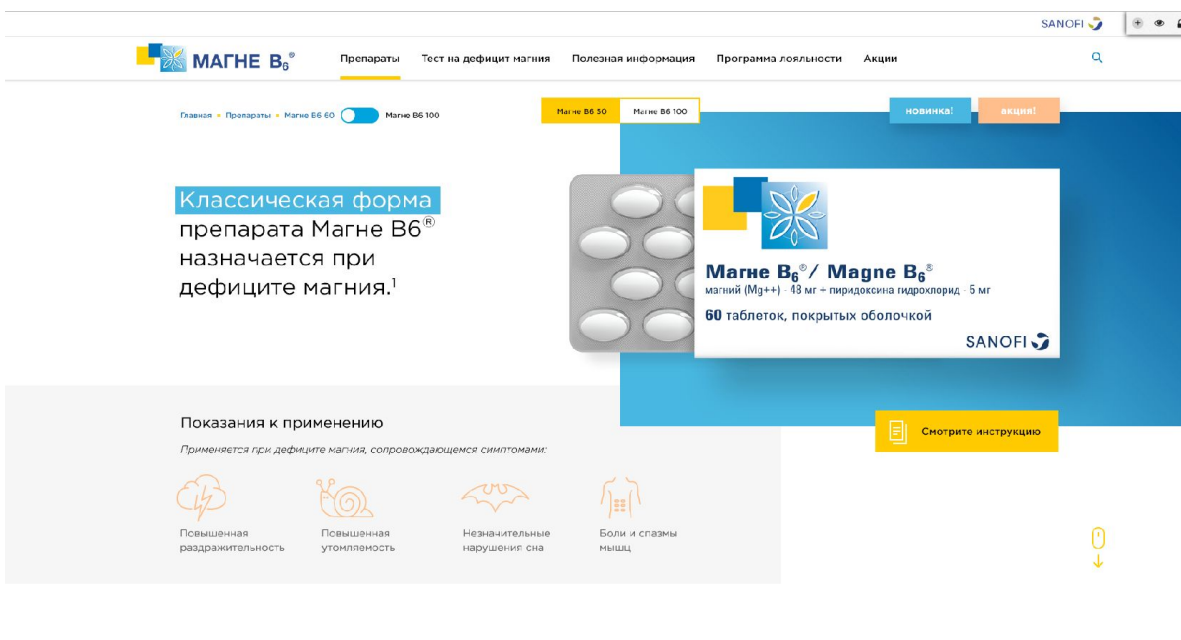 SANOFI
МАГНЕ B6®
Препараты
Тест на дефицит магния
Полезная информация
Программа лояльности
Акции
Главная • Препараты • Магне B6 60
Магне B6 100
Магне B6 50
Магне B6 100
новинка!
акция!
Классическая форма
препарата Магне B6®
назначается при
дефиците магния.1
Магне B6® / Magne B6®
магний (Mg++) - 48 мг + пиридоксина гидрохлорид - 5 мг
60 таблеток, покрытых оболочкой
SANOFI
Показания к применению
Применяется при дефиците магния, сопровождающемся симптомами:
Смотрите инструкцию
Повышенная
раздражительность
Повышенная
утомляемость
Незначительные
нарушения сна
Боли и спазмы
мышц